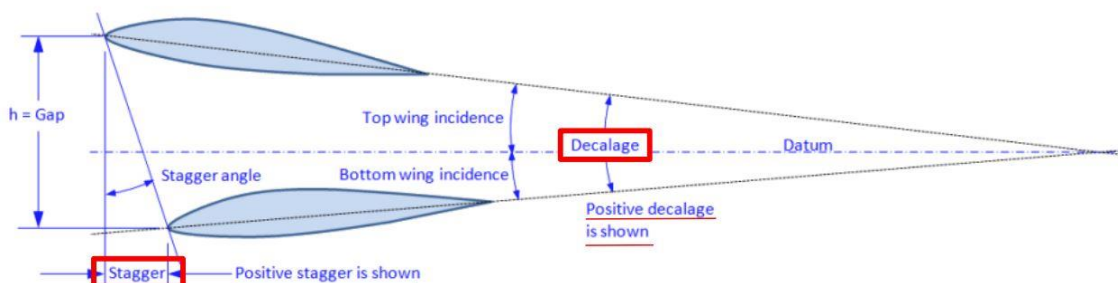 h = Gap
Top wing incidence
Decalage
Datum
Stagger angle
Bottom wing incidence
Positive decalage
is shown
Stagger
Positive stagger is shown